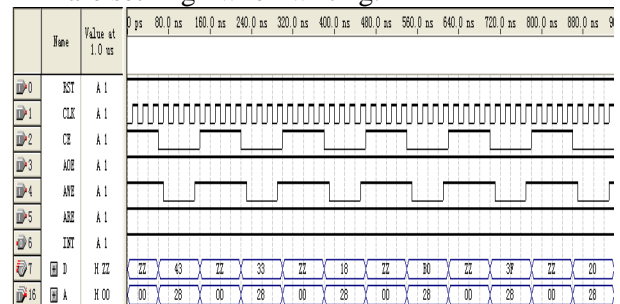 Name
Value at
1.0 us
0 ps 80.0 ns 160.0 ns 240.0 ns 320.0 ns 400.0 ns 480.0 ns 560.0 ns 640.0 ns 720.0 ns 800.0 ns 880.0 ns
0 RST A 1
1 CLK A 1
2 CE A 1
3 AOE A 1
4 AWE A 1
5 ARE A 1
6 INT A 1
7 D H ZZ ZZ 43 ZZ 33 ZZ 18 ZZ B0 ZZ 3F ZZ 20
16 A H 00 00 28 00 28 00 28 00 28 00 28 00 28